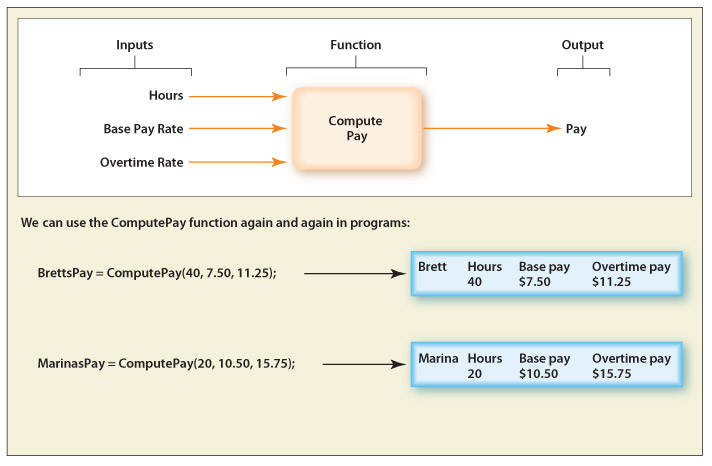 Inputs Function Output
Hours
Base Pay Rate
Overtime Rate
Compute
Pay
Pay
We can use the ComputePay function again and again in programs:
BrettsPay = ComputePay(40, 7.50, 11.25);
Brett Hours Base pay Overtime pay
40 $7.50 $11.25
MarinasPay = ComputePay(20, 10.50, 15.75);
Marina Hours Base pay Overtime pay
20 $10.50 $15.75